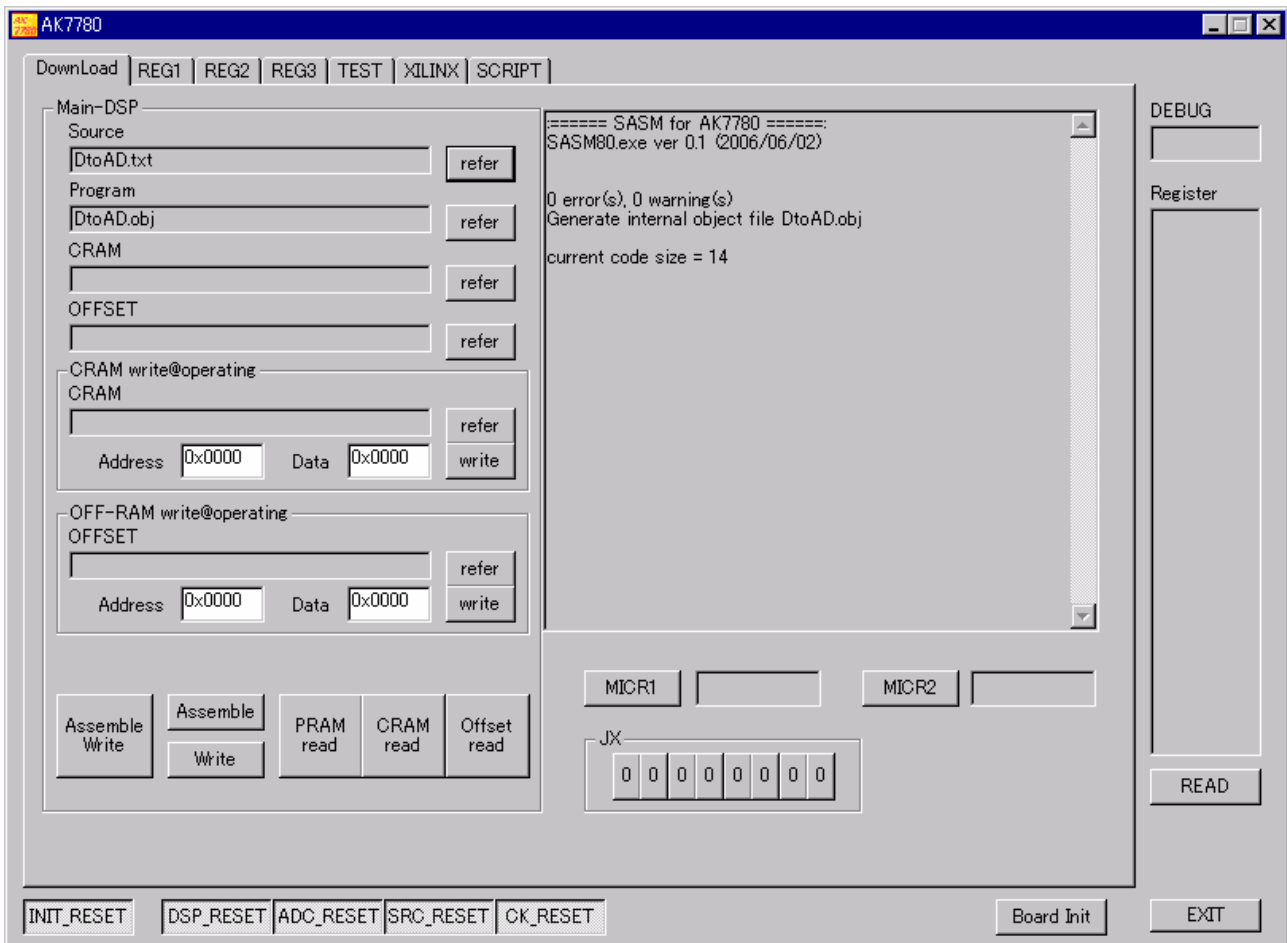 AK-7780 AK7780
DownLoad REG1 REG2 REG3 TEST XILINX SCRIPT
Main-DSP
Source
DtoAD.txt refer
Program
DtoAD.obj refer
CRAM
refer
OFFSET
refer
CRAM write@operating
CRAM
refer
Address 0x0000 Data 0x0000 write
OFF-RAM write@operating
OFFSET
refer
Address 0x0000 Data 0x0000 write
Assemble
Write
Assemble
Write
PRAM
read
CRAM
read
Offset
read
:====== SASM for AK7780 ======:
SASM80.exe ver 0.1 (2006/06/02)
0 error(s), 0 warning(s)
Generate internal object file DtoAD.obj
current code size = 14
MICR1 MICR2
JX
0 0 0 0 0 0 0 0
DEBUG
Register
READ
INIT_RESET DSP_RESET ADC_RESET SRC_RESET CK_RESET Board Init EXIT